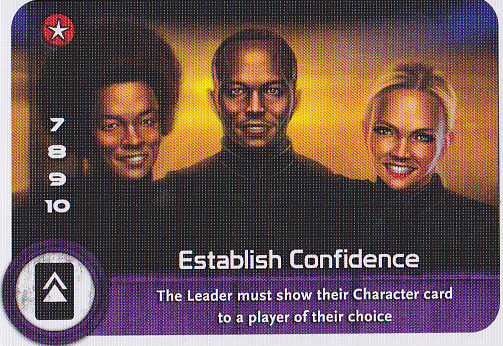 7
8
9
10
Establish Confidence
The Leader must show their Character card
to a player of their choice